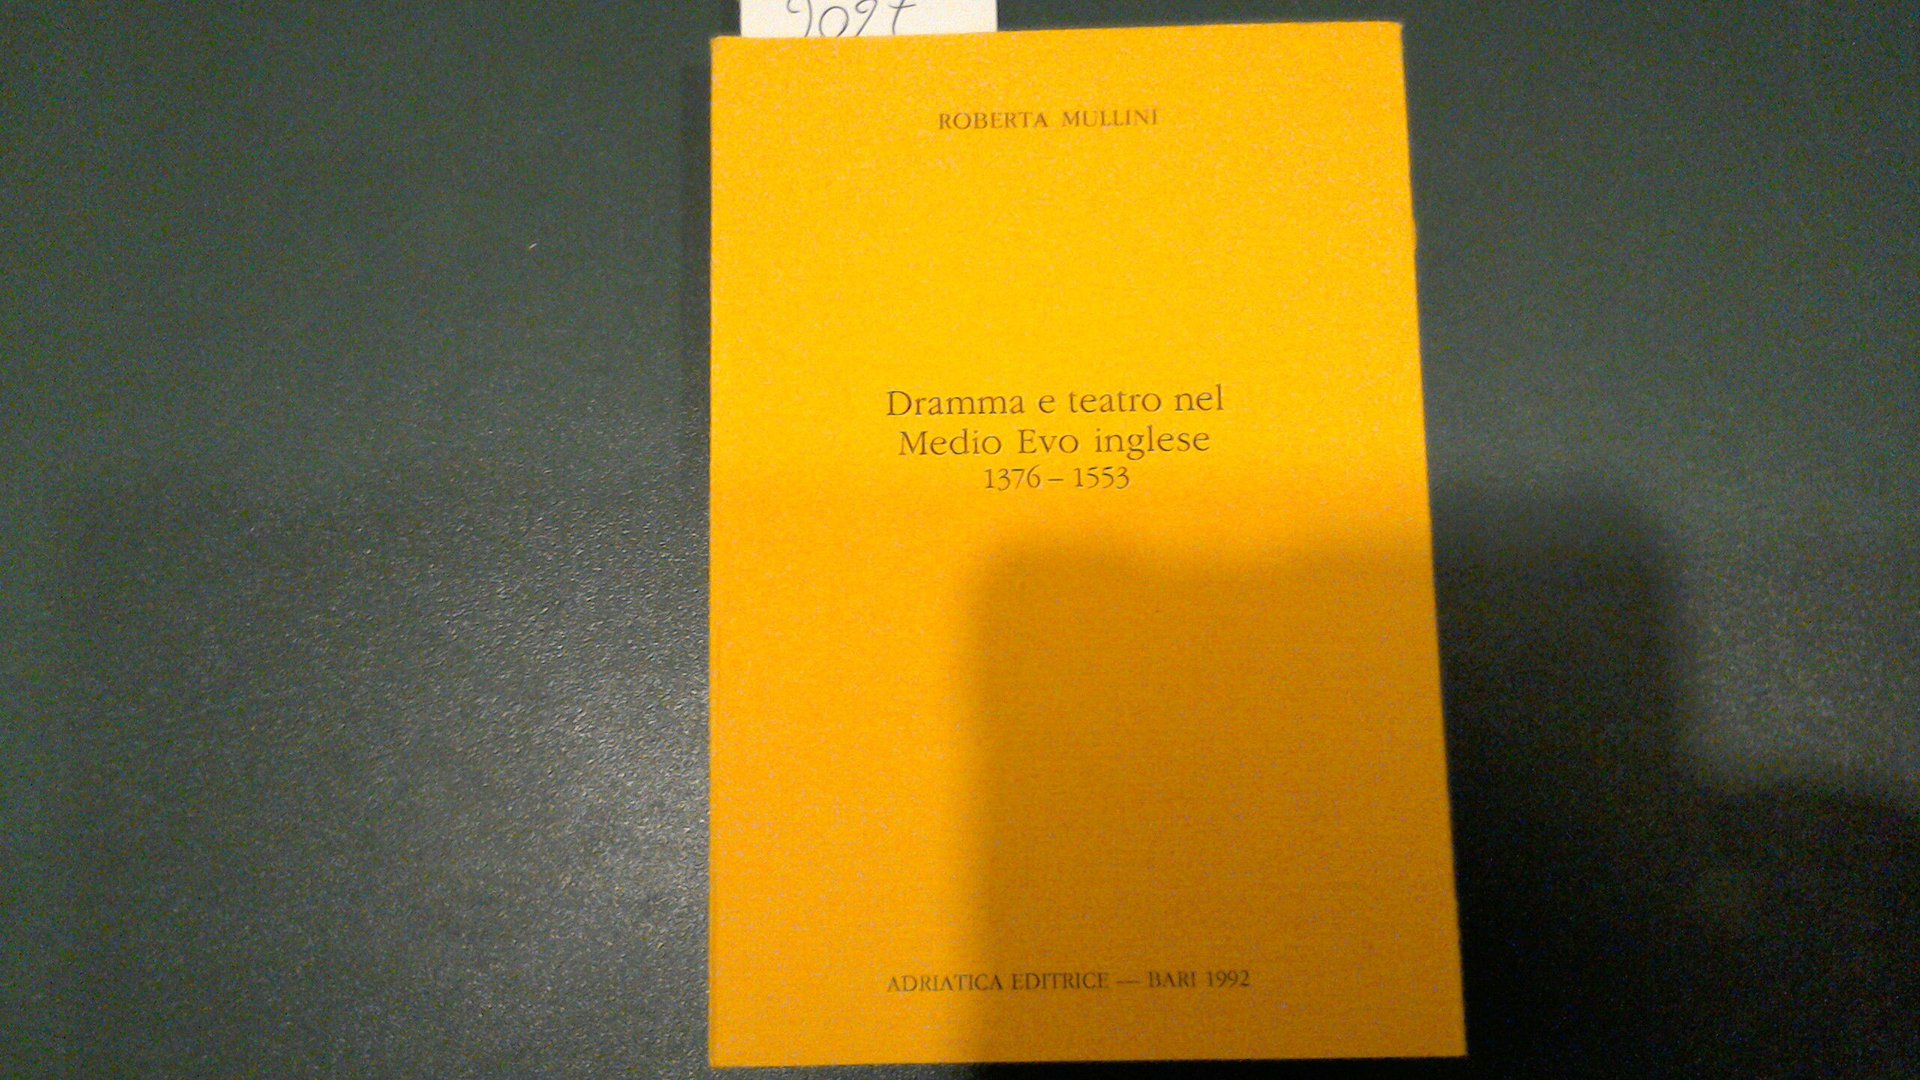 ROBERTA MULLINI
Dramma e teatro nel
Medio Evo inglese
1376 – 1553
ADRIATICA EDITRICE — BARI 1992